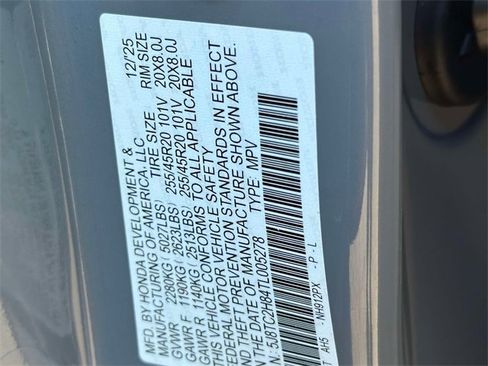 MFD. BY HONDA DEVELOPMENT & 12/'25
MANUFACTURING OF AMERICA, LLC
TIRE SIZE RIM SIZE
GVWR 2280KG( 5027LBS)
GAWR F 1190KG( 2623LBS) 255/45R20 101V 20X8.0J
GAWR R 1140KG( 2513LBS) 255/45R20 101V 20X8.0J
THIS VEHICLE CONFORMS TO ALL APPLICABLE
FEDERAL MOTOR VEHICLE SAFETY
AND THEFT PREVENTION STANDARDS IN EFFECT
ON THE DATE OF MANUFACTURE SHOWN ABOVE.
5J8TC2H84TL005278 TYPE: MPV
T AH5 -NH912PX -P -L